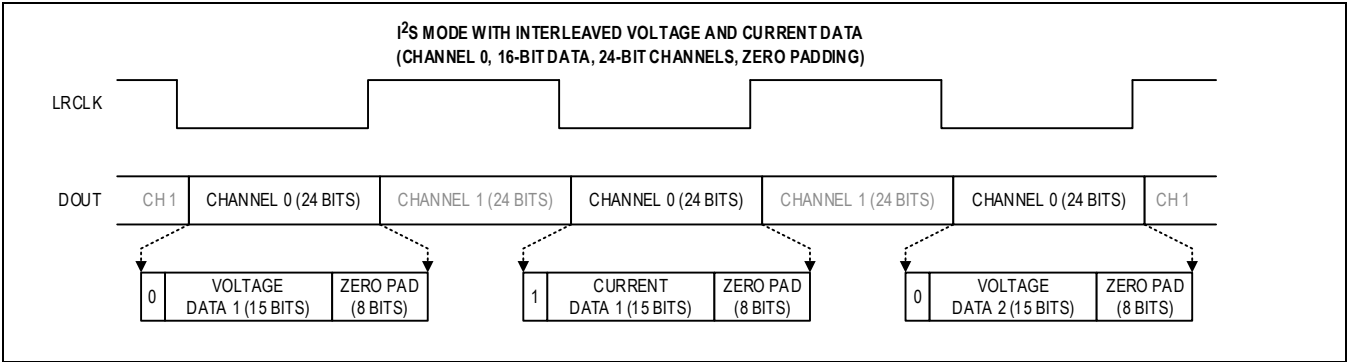 I²S MODE WITH INTERLEAVED VOLTAGE AND CURRENT DATA
(CHANNEL 0, 16-BIT DATA, 24-BIT CHANNELS, ZERO PADDING)
LRCLK
DOUT
CH 1
CHANNEL 0 (24 BITS)
CHANNEL 1 (24 BITS)
CHANNEL 0 (24 BITS)
CHANNEL 1 (24 BITS)
CHANNEL 0 (24 BITS)
CH 1
0
VOLTAGE
DATA 1 (15 BITS)
ZERO PAD
(8 BITS)
1
CURRENT
DATA 1 (15 BITS)
ZERO PAD
(8 BITS)
0
VOLTAGE
DATA 2 (15 BITS)
ZERO PAD
(8 BITS)